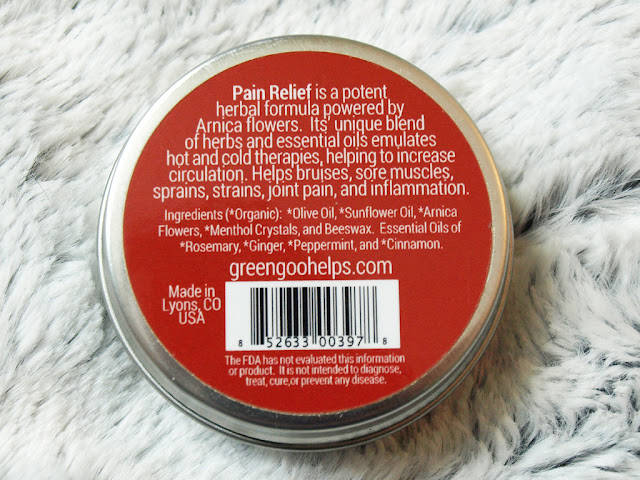 Pain Relief is a potent
herbal formula powered by
Arnica flowers. Its' unique blend
of herbs and essential oils emulates
hot and cold therapies, helping to increase
circulation. Helps bruises, sore muscles,
sprains, strains, joint pain, and inflammation.
Ingredients (*Organic): *Olive Oil, *Sunflower Oil, *Arnica
Flowers, *Menthol Crystals, and Beeswax. Essential Oils of
*Rosemary, *Ginger, *Peppermint, and *Cinnamon.
greengoohelps.com
Made in
Lyons, CO
USA
8 52633 00397 8
The FDA has not evaluated this information
or product. It is not intended to diagnose,
treat, cure,or prevent any disease.